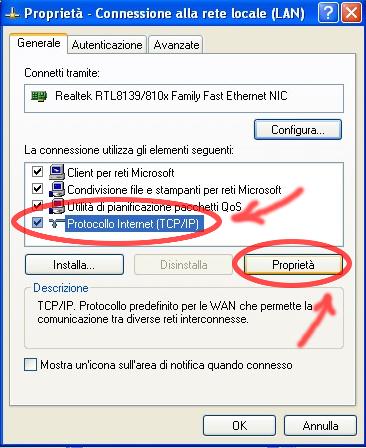 Proprietà - Connessione alla rete locale (LAN)
Generale Autenticazione Avanzate
Connetti tramite:
Realtek RTL8139/810x Family Fast Ethernet NIC
Configura...
La connessione utilizza gli elementi seguenti:
Client per reti Microsoft
Condivisione file e stampanti per reti Microsoft
Utilità di pianificazione pacchetti QoS
Protocollo Internet (TCP/IP)
Installa... Disinstalla Proprietà
Descrizione
TCP/IP. Protocollo predefinito per le WAN che permette la
comunicazione tra diverse reti interconnesse.
Mostra un'icona sull'area di notifica quando connesso
OK Annulla